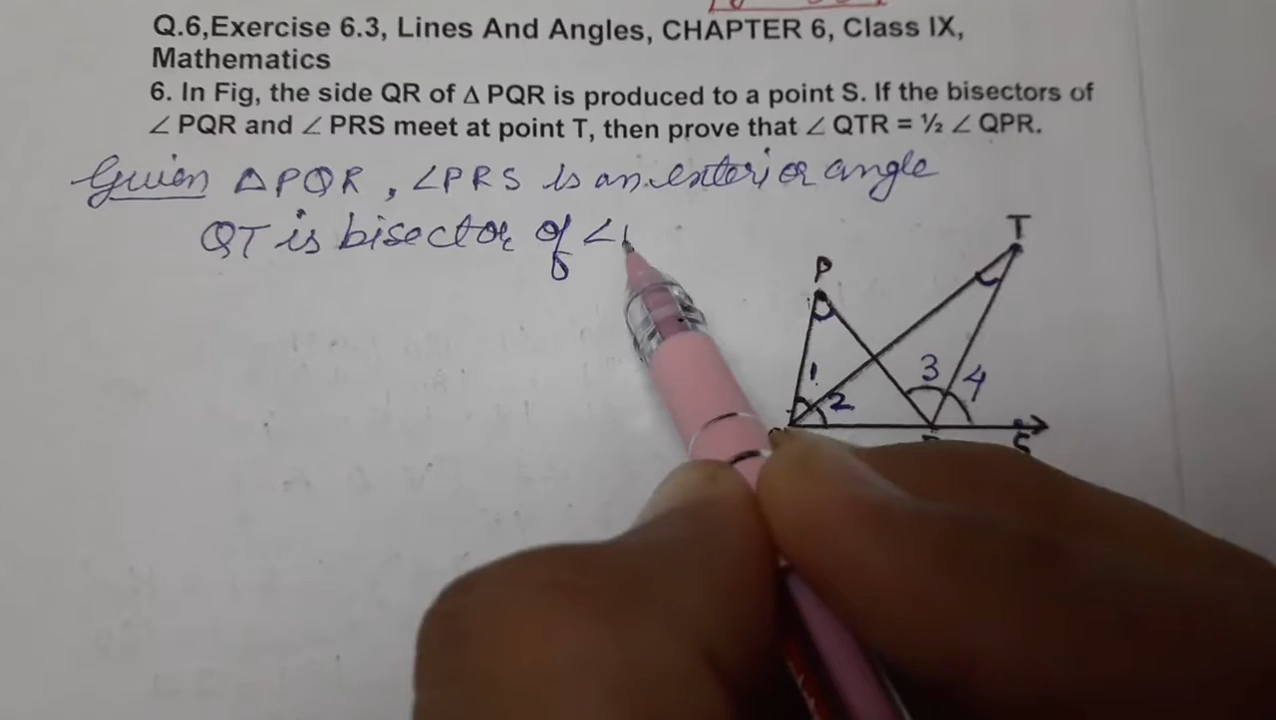 Q.6,Exercise 6.3, Lines And Angles, CHAPTER 6, Class IX,
Mathematics
6. In Fig, the side QR of Δ PQR is produced to a point S. If the bisectors of
∠ PQR and ∠ PRS meet at point T, then prove that ∠ QTR = ½ ∠ QPR.
Given △PQR, ∠PRS is an exterior angle
QT is bisector of ∠
T
P
1
3
4
2
S